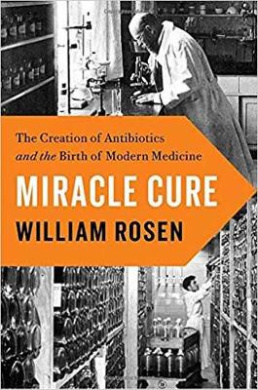 The Creation of Antibiotics
and the Birth of Modern Medicine
MIRACLE CURE
WILLIAM ROSEN